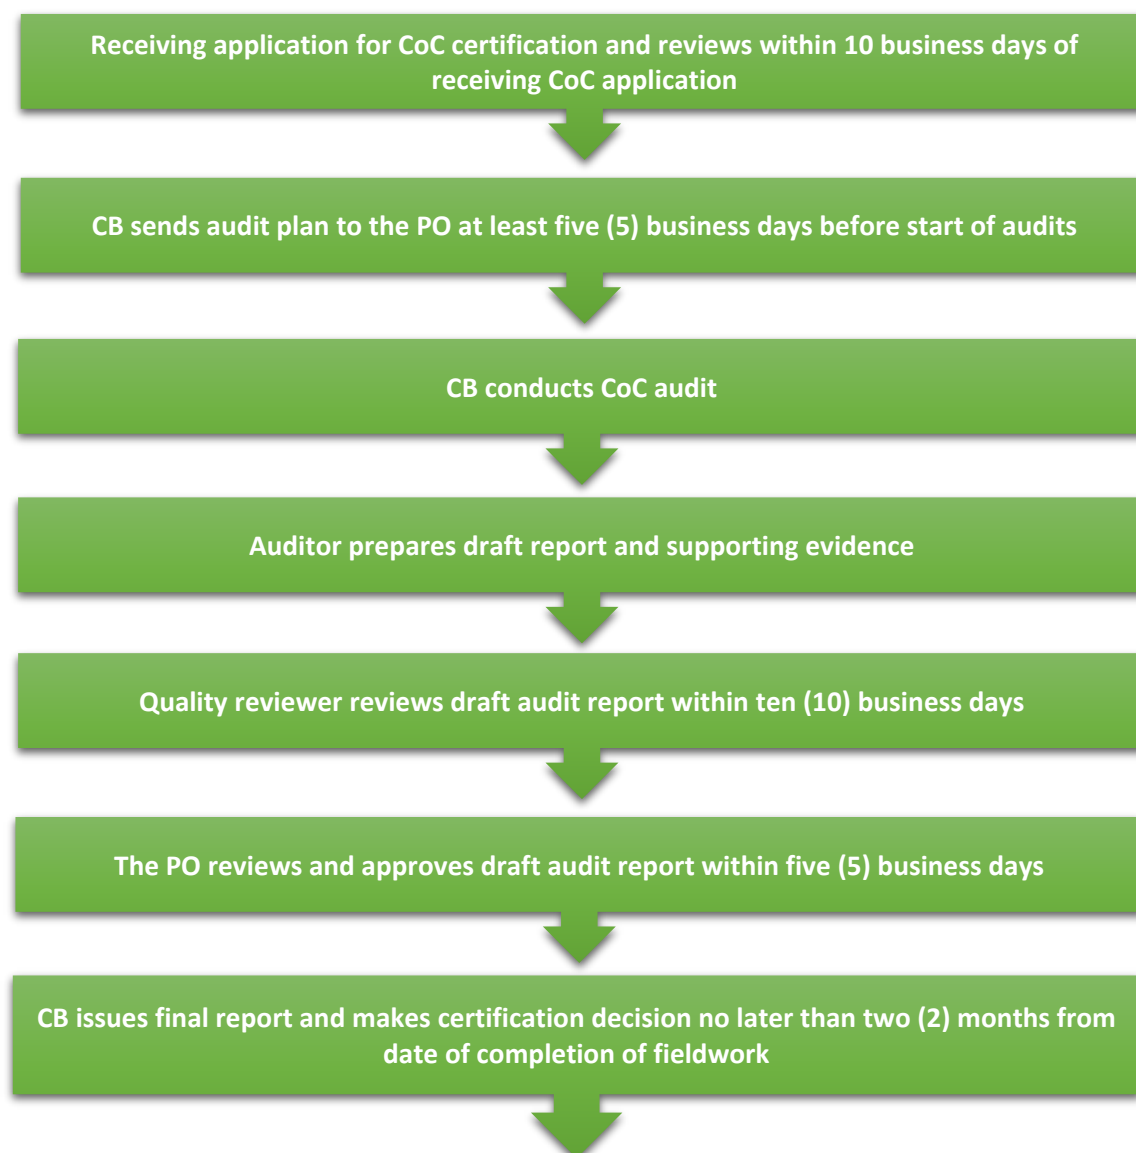 Receiving application for CoC certification and reviews within 10 business days of
receiving CoC application
CB sends audit plan to the PO at least five (5) business days before start of audits
CB conducts CoC audit
Auditor prepares draft report and supporting evidence
Quality reviewer reviews draft audit report within ten (10) business days
The PO reviews and approves draft audit report within five (5) business days
CB issues final report and makes certification decision no later than two (2) months from
date of completion of fieldwork